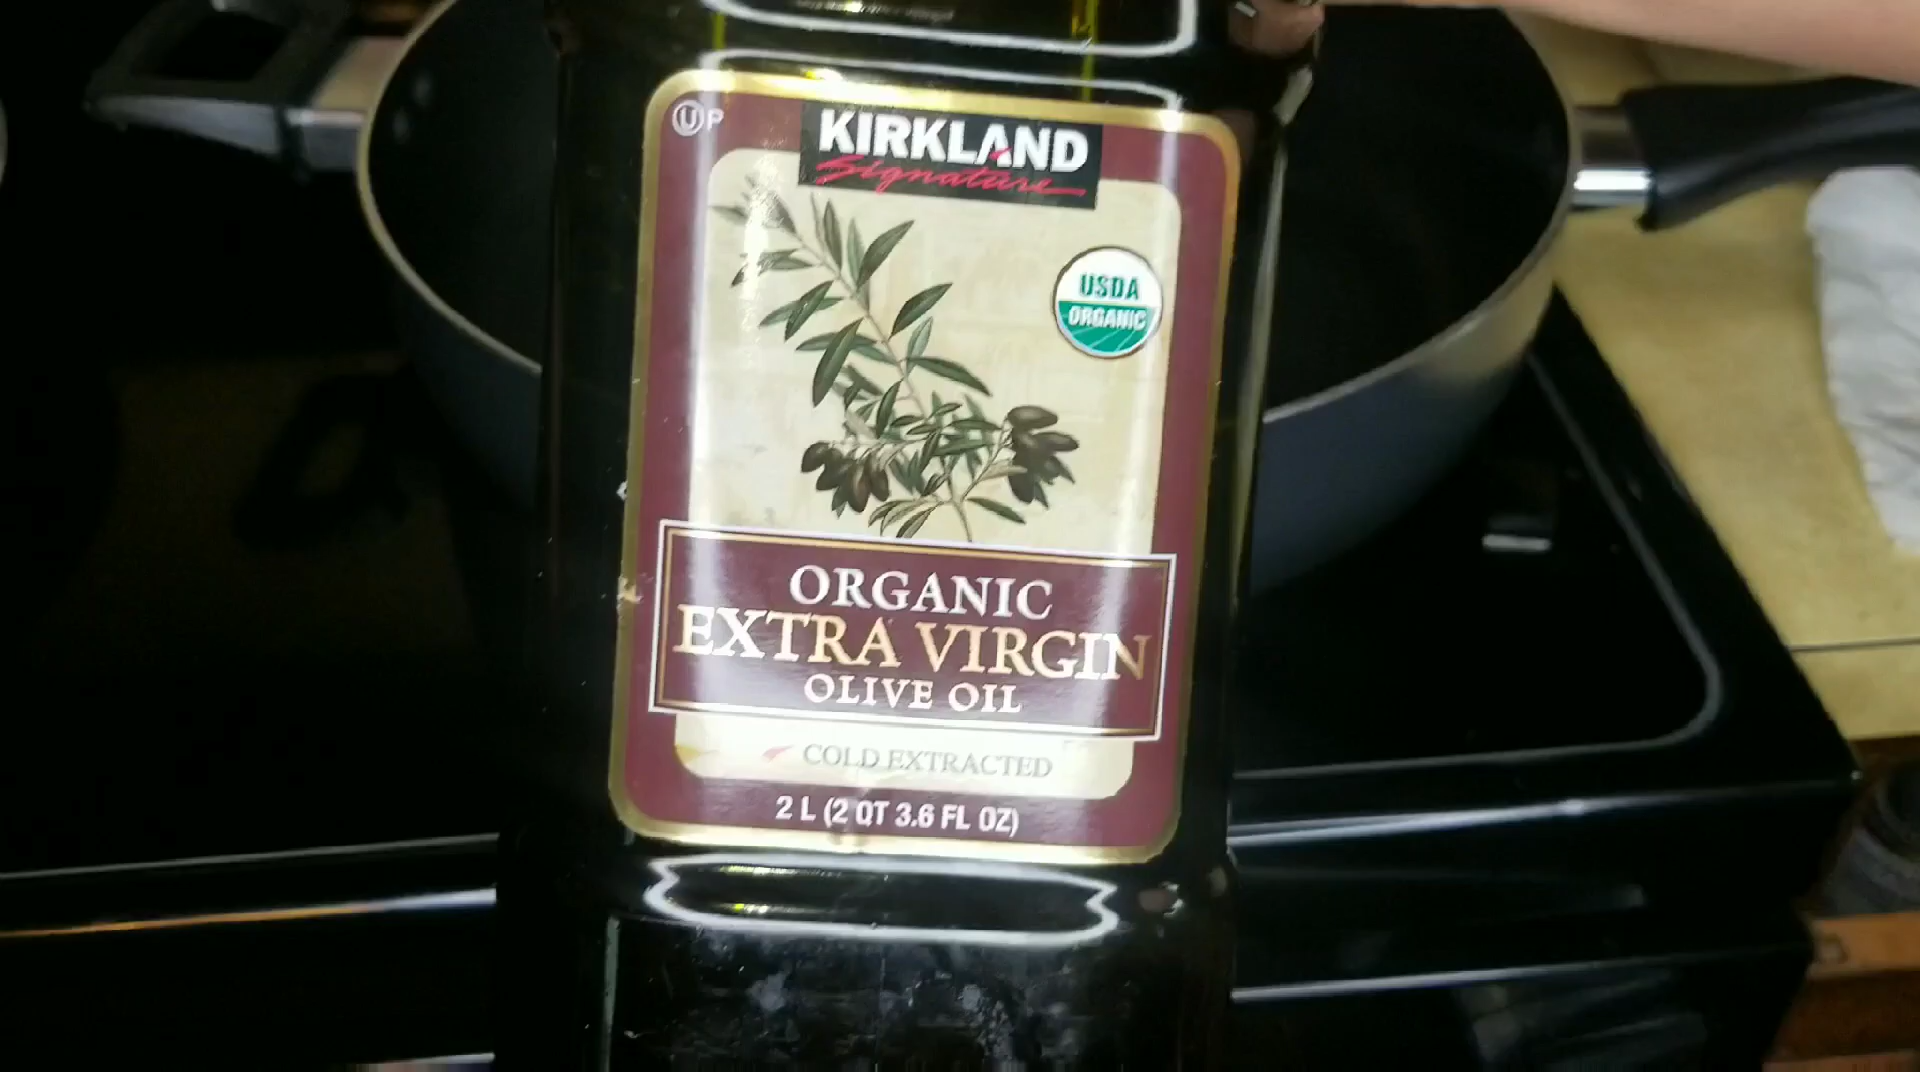 ⓊP
KIRKLAND
Signature
USDA
ORGANIC
ORGANIC
EXTRA VIRGIN
OLIVE OIL
COLD EXTRACTED
2 L (2 QT 3.6 FL OZ)